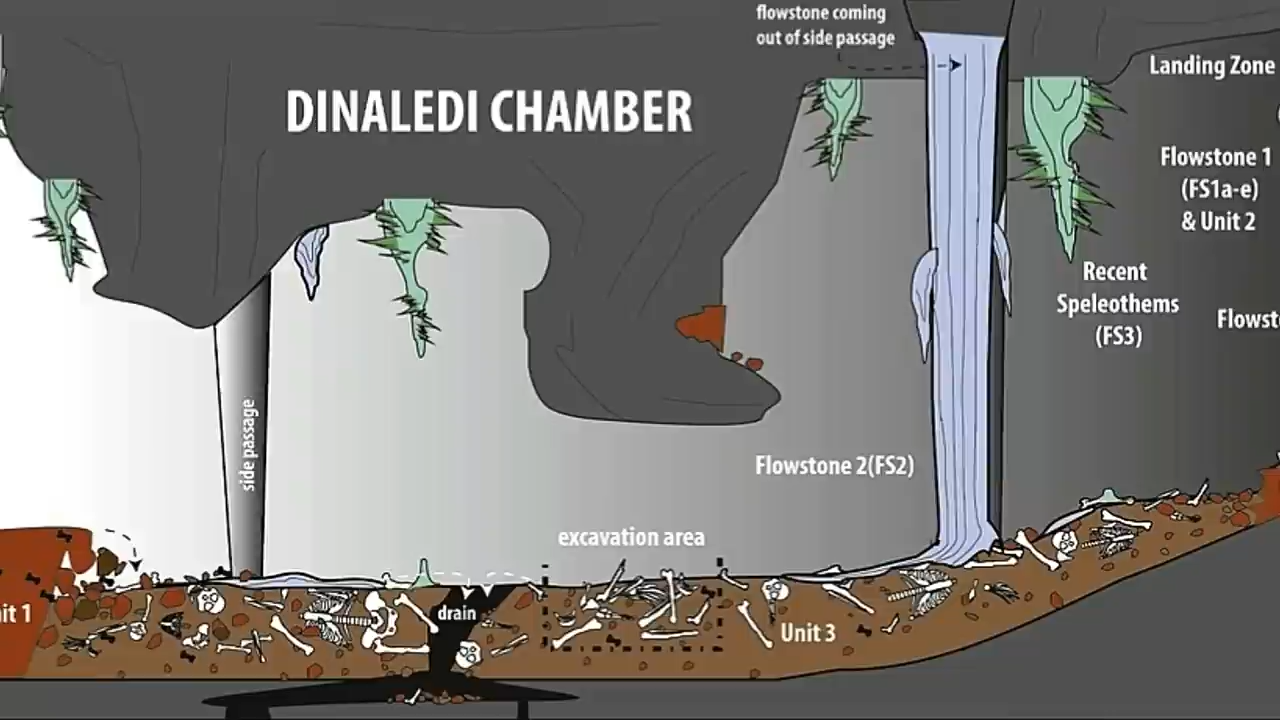 flowstone coming
out of side passage
Landing Zone
DINALEDI CHAMBER
Flowstone 1
(FS1a-e)
& Unit 2
Recent
Speleothems
(FS3)
side passage
Flowstone 2(FS2)
excavation area
drain
Unit 3